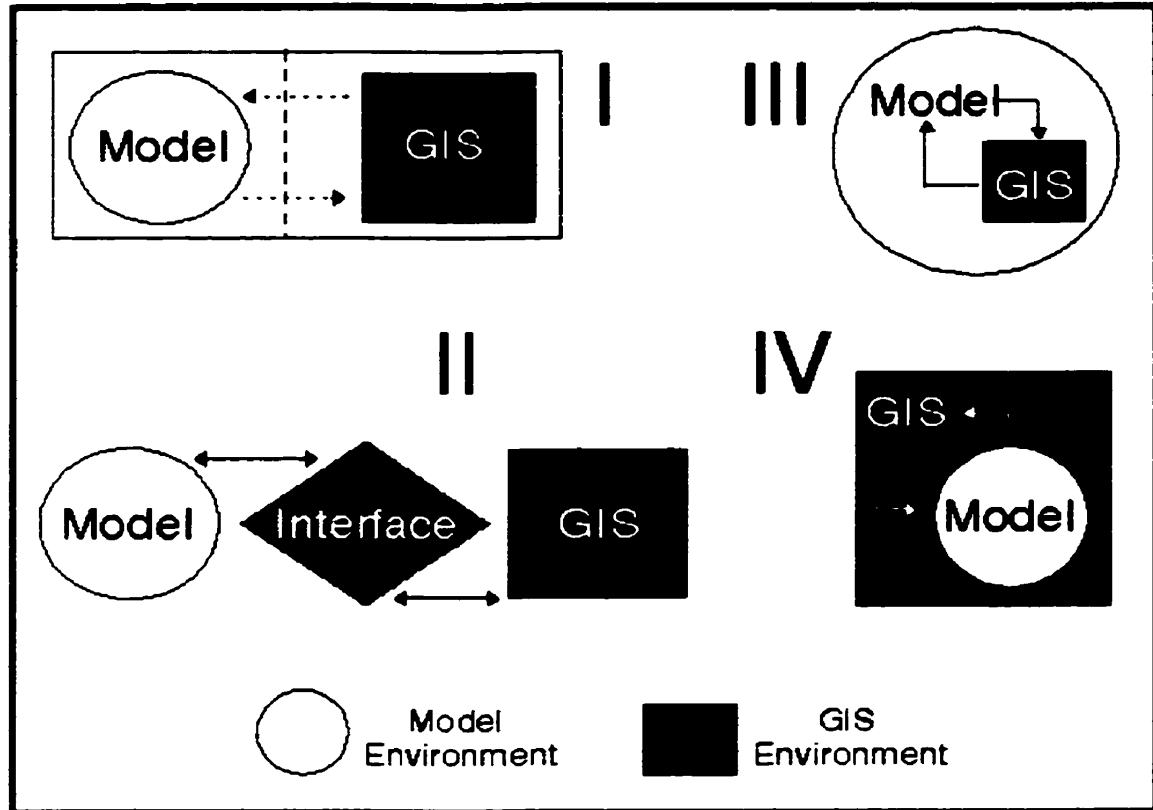 Model
GIS
I
III
Model
GIS
II
IV
GIS
Model
Model
Interface
GIS
Model
Environment
GIS
Environment